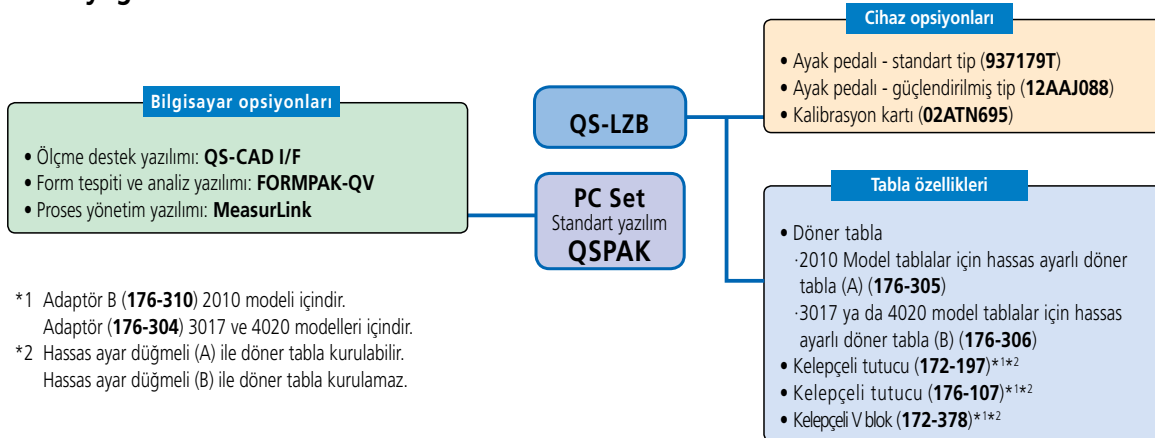 Bilgisayar opsiyonları
• Ölçme destek yazılımı: QS-CAD I/F
• Form tespiti ve analiz yazılımı: FORMPAK-QV
• Proses yönetim yazılımı: MeasurLink
*1 Adaptör B (176-310) 2010 modeli içindir.
Adaptör (176-304) 3017 ve 4020 modelleri içindir.
*2 Hassas ayar düğmeli (A) ile döner tabla kurulabilir.
Hassas ayar düğmeli (B) ile döner tabla kurulamaz.
QS-LZB
PC Set
Standart yazılım
QSPAK
Cihaz opsiyonları
• Ayak pedalı - standart tip (937179T)
• Ayak pedalı - güçlendirilmiş tip (12AAJ088)
• Kalibrasyon kartı (02ATN695)
Tabla özellikleri
• Döner tabla
·2010 Model tablalar için hassas ayarlı döner
tabla (A) (176-305)
·3017 ya da 4020 model tablalar için hassas
ayarlı döner tabla (B) (176-306)
• Kelepçeli tutucu (172-197)*1*2
• Kelepçeli tutucu (176-107)*1*2
• Kelepçeli V blok (172-378)*1*2